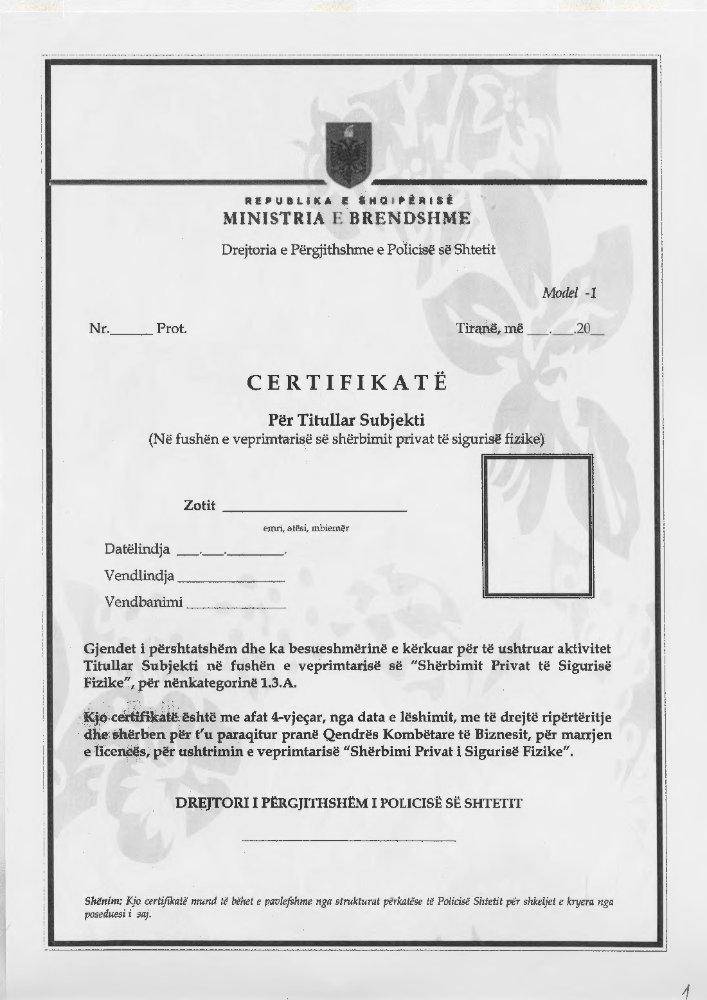 REPUBLIKA E SHQIPËRISË
MINISTRIA E BRENDSHME
Drejtoria e Përgjithshme e Policisë së Shtetit
Model -1
Nr.______ Prot. Tiranë, më ___.___.20__
CERTIFIKATË
Për Titullar Subjekti
(Në fushën e veprimtarisë së shërbimit privat të sigurisë fizike)
Zotit __________________________
emri, atësi, mbiemër
Datëlindja ___.___.________.
Vendlindja _______________
Vendbanimi ______________
Gjendet i përshtatshëm dhe ka besueshmërinë e kërkuar për të ushtruar aktivitet
Titullar Subjekti në fushën e veprimtarisë së "Shërbimit Privat të Sigurisë
Fizike", për nënkategorinë 1.3.A.
Kjo certifikatë është me afat 4-vjeçar, nga data e lëshimit, me të drejtë ripërtëritje
dhe shërben për t'u paraqitur pranë Qendrës Kombëtare të Biznesit, për marrjen
e licencës, për ushtrimin e veprimtarisë "Shërbimi Privat i Sigurisë Fizike".
DREJTORI I PËRGJITHSHËM I POLICISË SË SHTETIT
______________________________
Shënim: Kjo certifikatë mund të bëhet e pavlefshme nga strukturat përkatëse të Policisë Shtetit për shkeljet e kryera nga
poseduesi i saj.
1